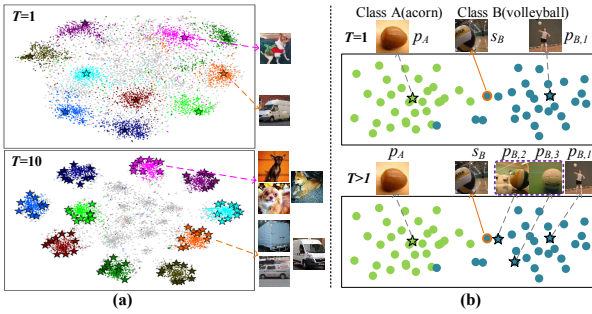 T=1
T=10
(a)
Class A(acorn) Class B(volleyball)
T=1 p_A s_B p_{B,1}
p_A s_B p_{B,2} p_{B,3} p_{B,1}
T>1
(b)